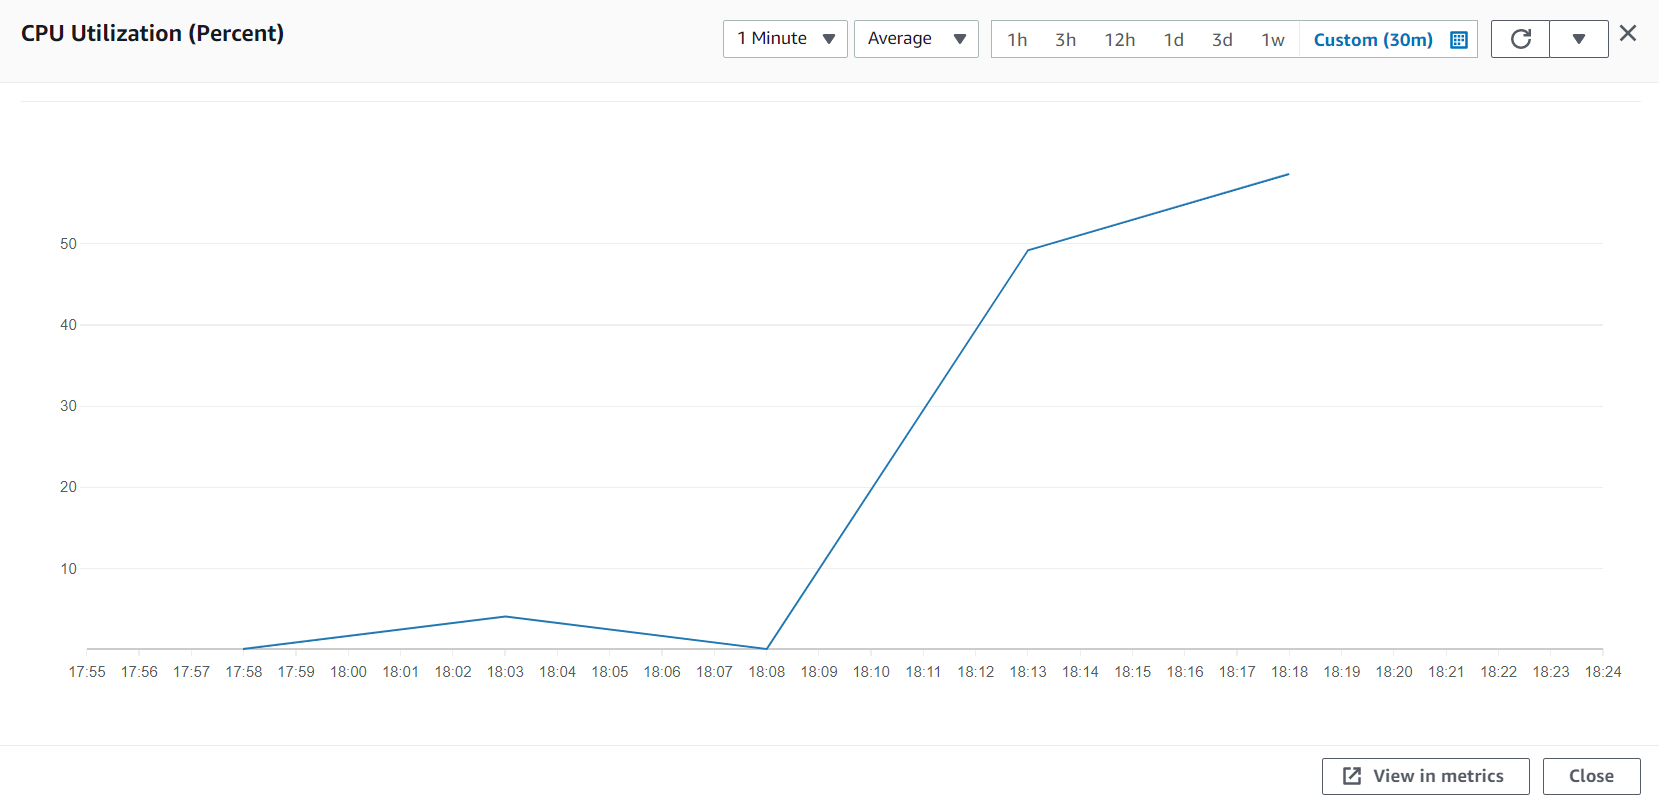 CPU Utilization (Percent)
1 Minute Average 1h 3h 12h 1d 3d 1w Custom (30m)
50
40
30
20
10
17:55 17:56 17:57 17:58 17:59 18:00 18:01 18:02 18:03 18:04 18:05 18:06 18:07 18:08 18:09 18:10 18:11 18:12 18:13 18:14 18:15 18:16 18:17 18:18 18:19 18:20 18:21 18:22 18:23 18:24
View in metrics Close